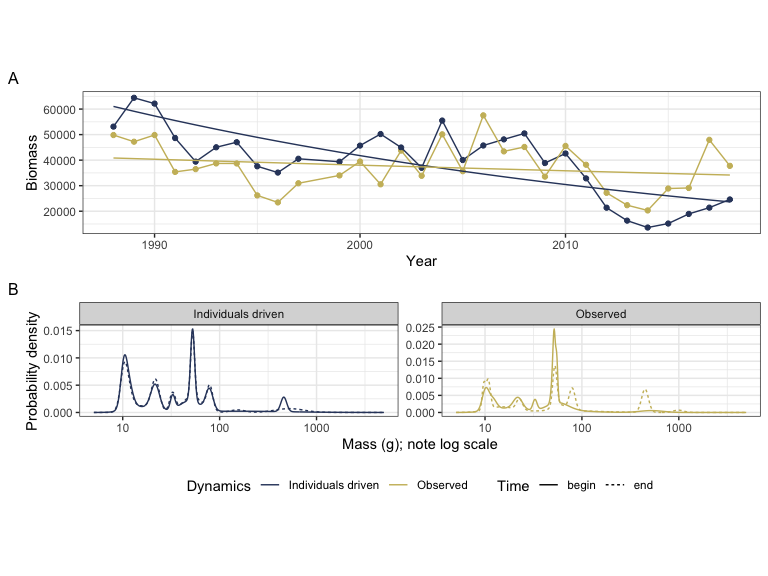 A
Biomass
60000
50000
40000
30000
20000
1990 2000 2010
Year
B
Probability density
Individuals driven Observed
0.015
0.010
0.005
0.000
0.025
0.020
0.015
0.010
0.005
0.000
10 100 1000 10 100 1000
Mass (g); note log scale
Dynamics Individuals driven Observed Time begin end